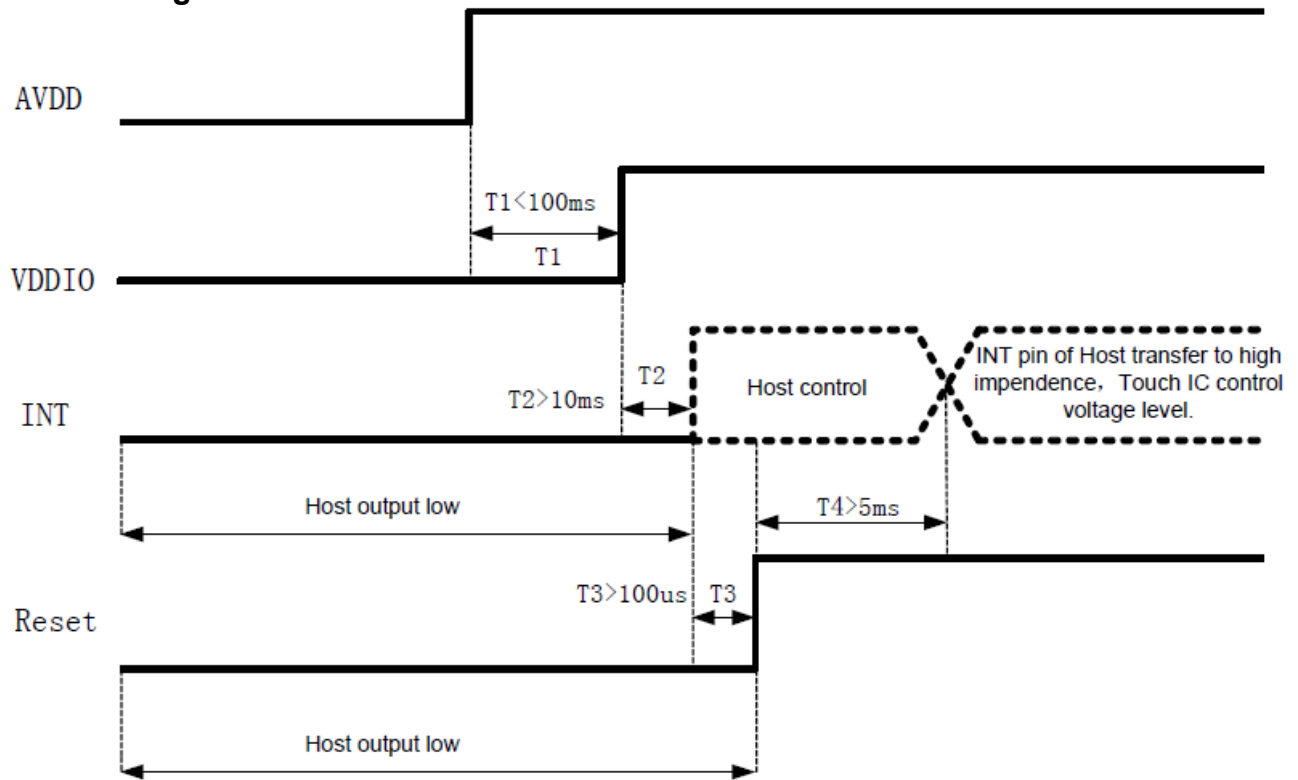 AVDD
T1<100ms
T1
VDDIO
T2
T2>10ms
INT
Host control
INT pin of Host transfer to high
impendence，Touch IC control
voltage level.
Host output low
T4>5ms
T3>100us
T3
Reset
Host output low